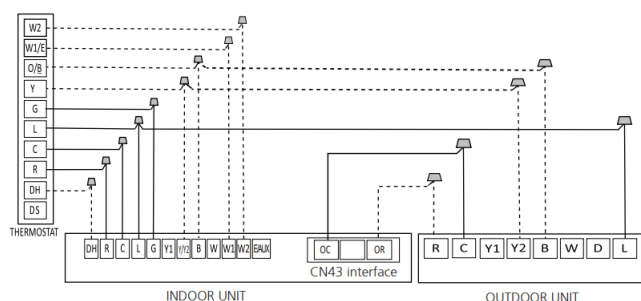 W2
W1/E
O/B
Y
G
L
C
R
DH
DS
THERMOSTAT
DH R C L G Y1 Y/Y2 B W W1 W2 EAUX
OC OR
CN43 interface
R C Y1 Y2 B W D L
INDOOR UNIT
OUTDOOR UNIT